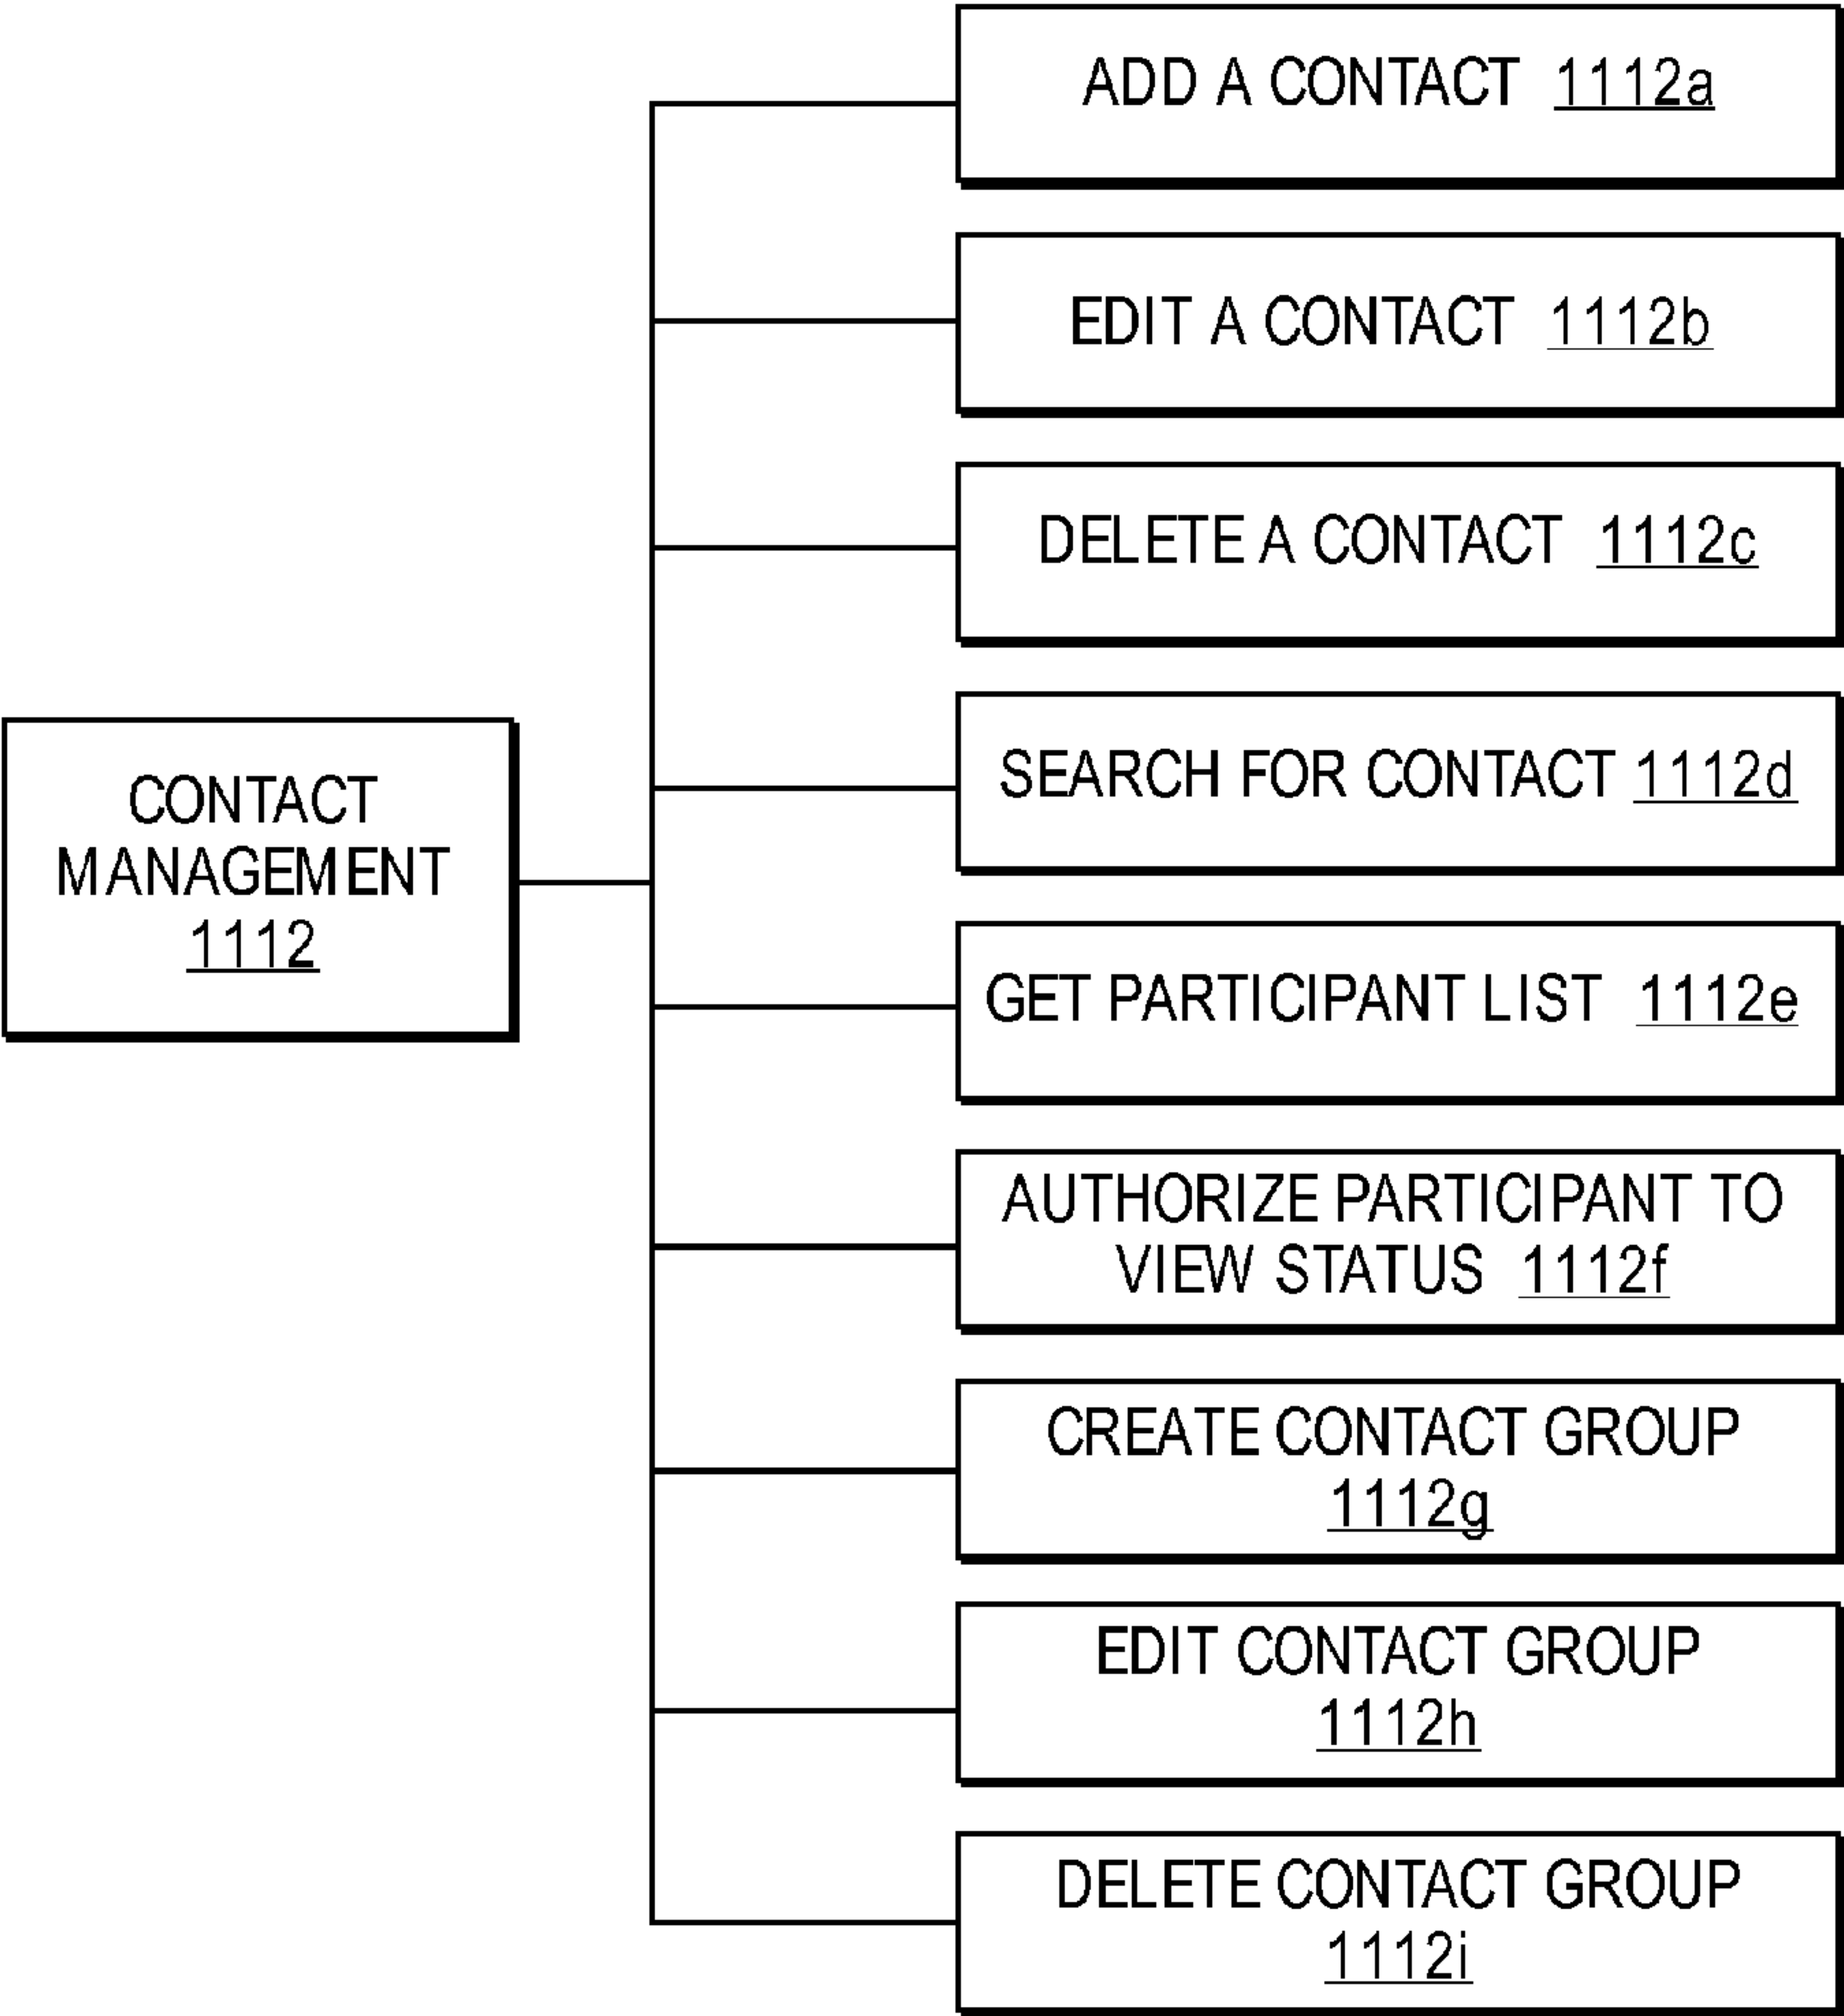 ADD A CONTACT 1112a
EDIT A CONTACT 1112b
DELETE A CONTACT 1112c
SEARCH FOR CONTACT 1112d
CONTACT
MANAGEMENT
1112
GET PARTICIPANT LIST 1112e
AUTHORIZE PARTICIPANT TO
VIEW STATUS 1112f
CREATE CONTACT GROUP
1112g
EDIT CONTACT GROUP
1112h
DELETE CONTACT GROUP
1112i